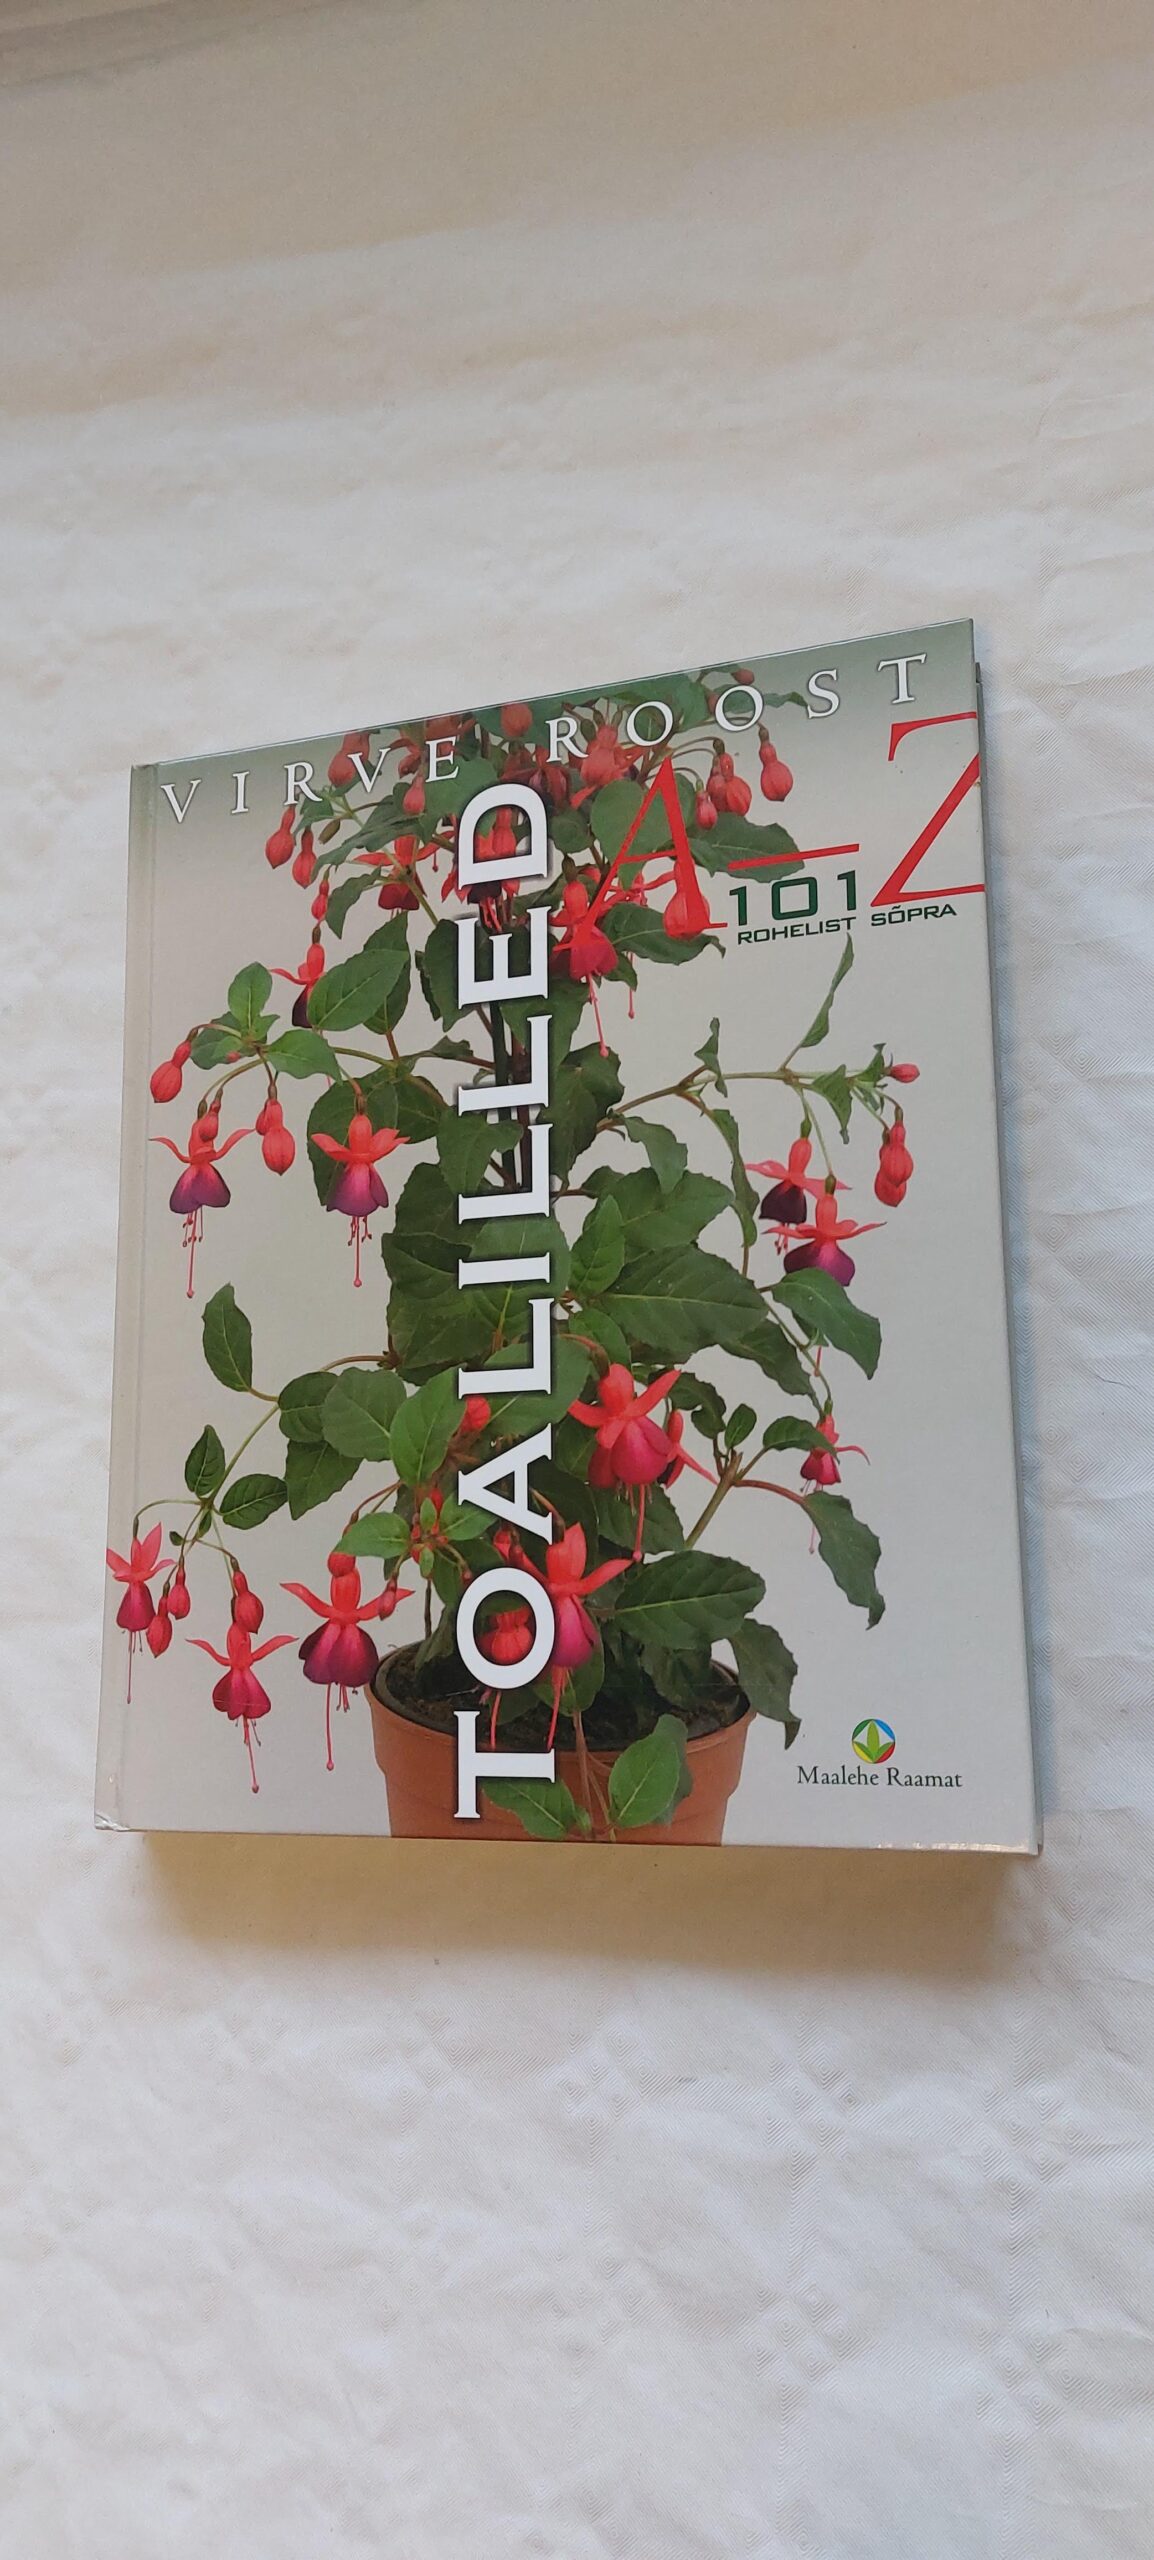 VIRVE ROOST
TOALILLED
A–Z
101
ROHELIST SÕPRA
Maalehe Raamat